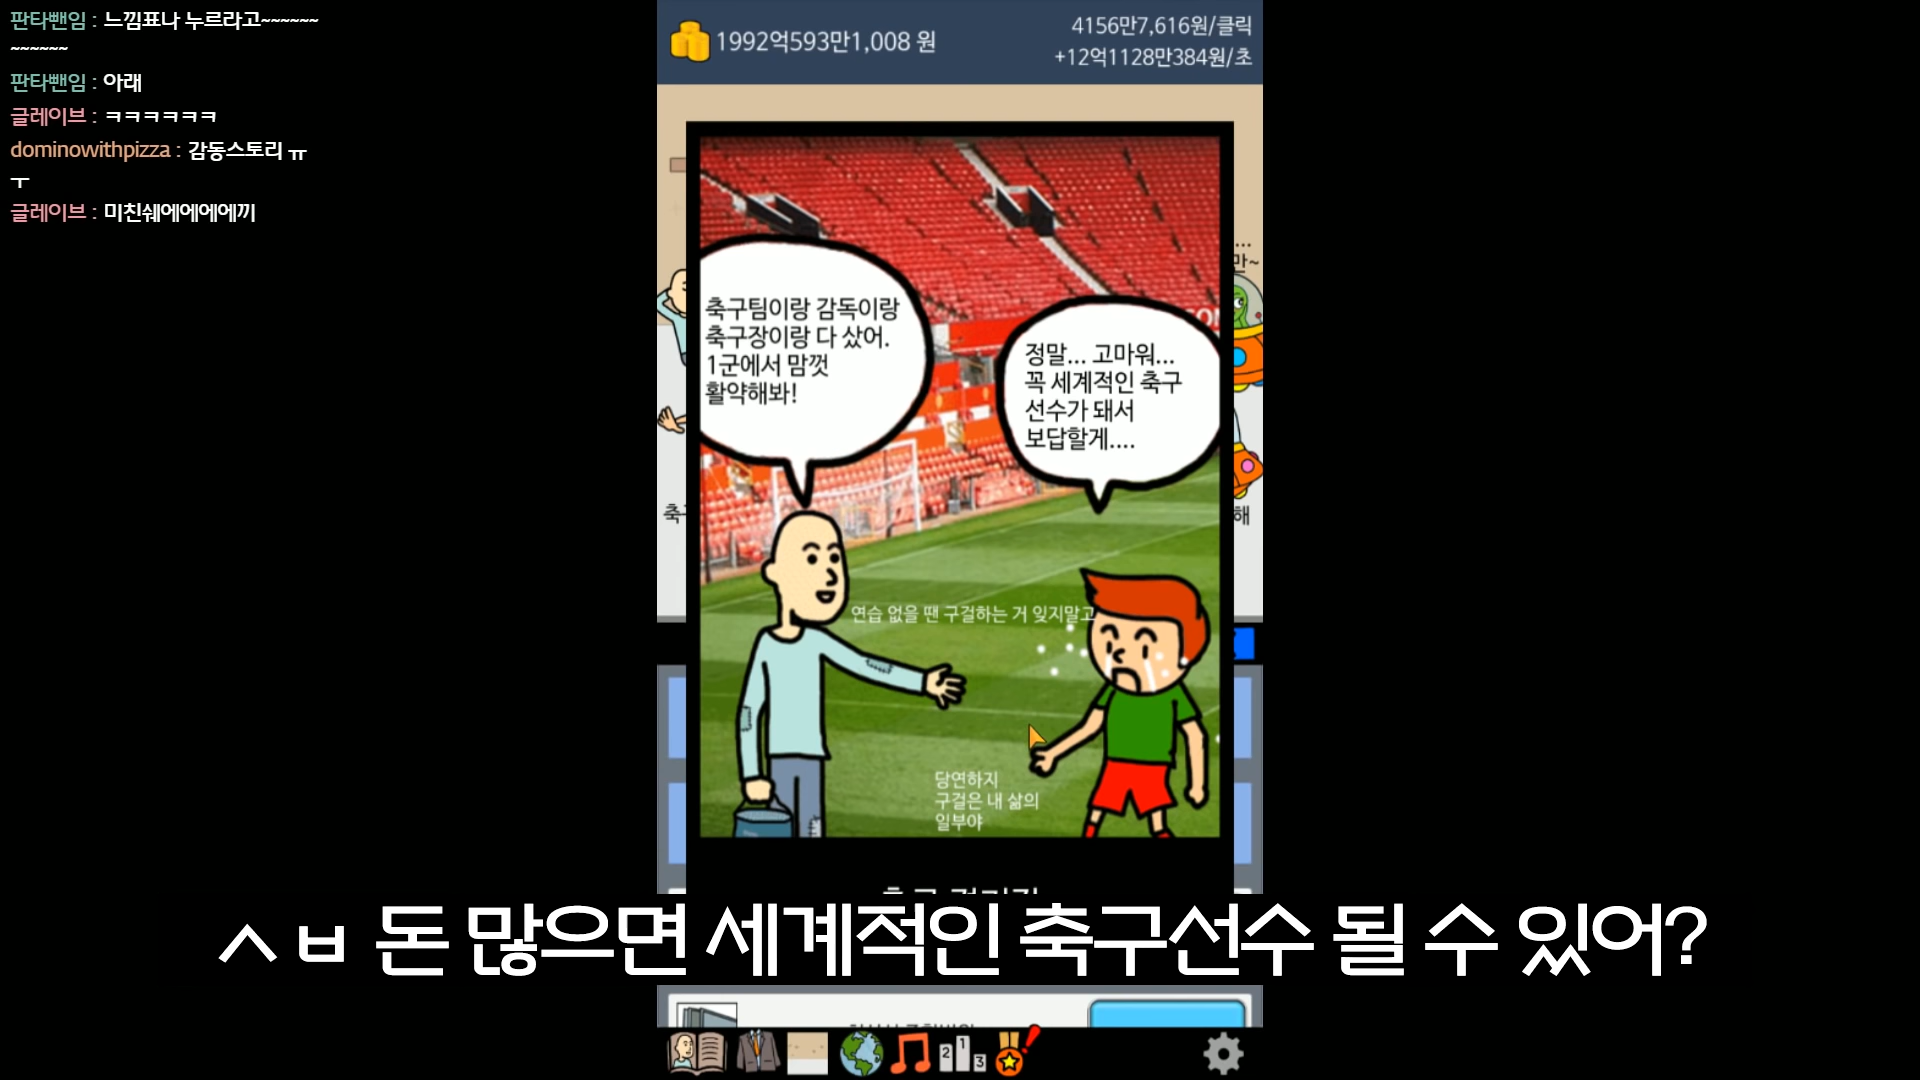 판타뺀임 : 느낌표나 누르라고~~~~~~
~~~~~~
판타뺀임 : 아래
글레이브 : ㅋㅋㅋㅋㅋㅋ
dominowithpizza : 감동스토리 ㅠ
ㅜ
글레이브 : 미친쉐에에에에끼
1992억593만1,008 원
4156만7,616원/클릭
+12억1128만384원/초
축구팀이랑 감독이랑
축구장이랑 다 샀어.
1군에서 맘껏
활약해봐!
정말... 고마워...
꼭 세계적인 축구
선수가 돼서
보답할게....
...
만~
축
해
연습 없을 땐 구걸하는 거 잊지말고
당연하지
구걸은 내 삶의
일부야
ㅅㅂ 돈 많으면 세계적인 축구선수 될 수 있어?
2 1 3